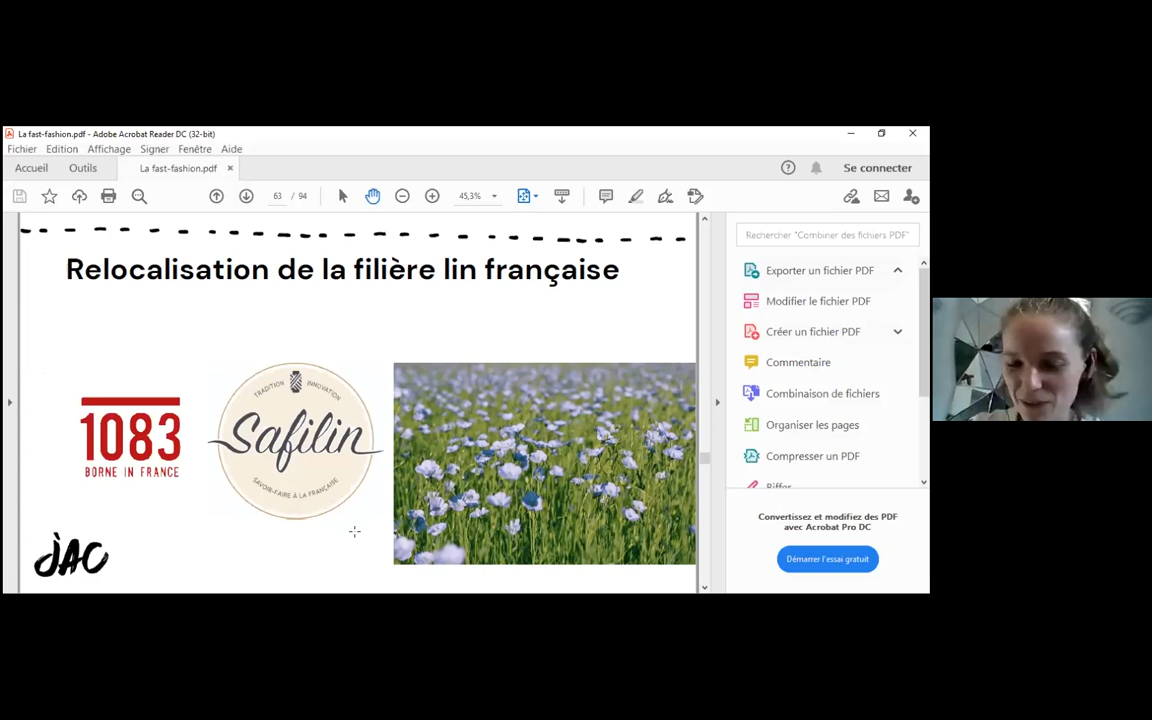 La fast-fashion.pdf - Adobe Acrobat Reader DC (32-bit)
Fichier Edition Affichage Signer Fenêtre Aide
Accueil Outils La fast-fashion.pdf × Se connecter
63 / 94 45,3%
Relocalisation de la filière lin française
1083
BORNE IN FRANCE
TRADITION INNOVATION
Safilin
SAVOIR-FAIRE À LA FRANÇAISE
JAC
Rechercher "Combiner des fichiers PDF"
Exporter un fichier PDF
Modifier le fichier PDF
Créer un fichier PDF
Commentaire
Combinaison de fichiers
Organiser les pages
Compresser un PDF
Biffer
Convertissez et modifiez des PDF
avec Acrobat Pro DC
Démarrer l'essai gratuit